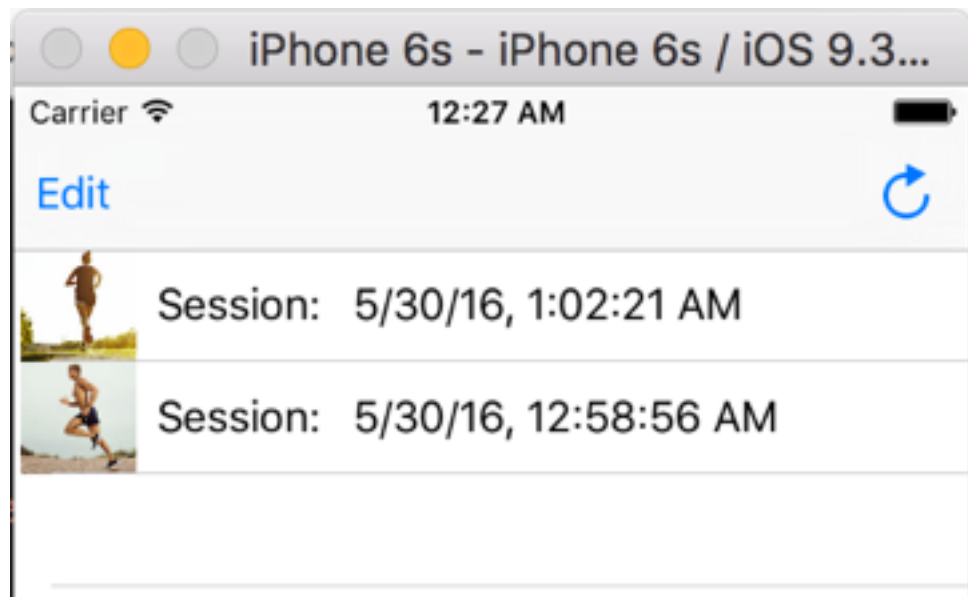 iPhone 6s - iPhone 6s / iOS 9.3...
Carrier 12:27 AM
Edit
Session: 5/30/16, 1:02:21 AM
Session: 5/30/16, 12:58:56 AM